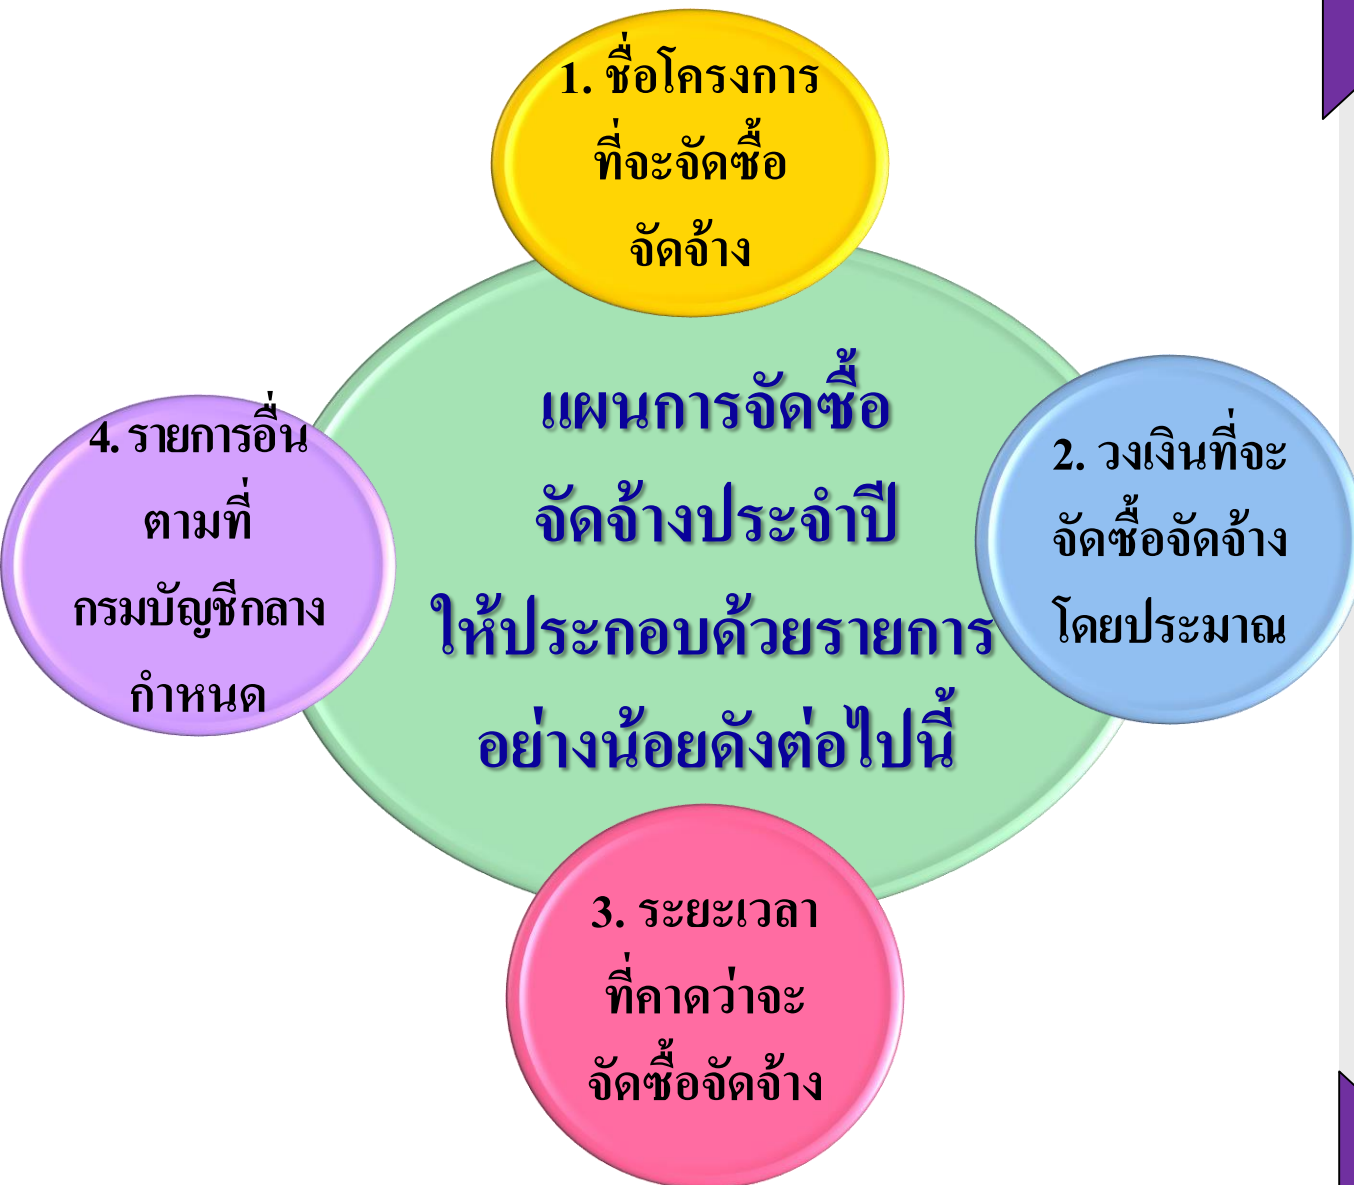 1. ชื่อโครงการ
ที่จะจัดซื้อ
จัดจ้าง
แผนการจัดซื้อ
จัดจ้างประจำปี
ให้ประกอบด้วยรายการ
อย่างน้อยดังต่อไปนี้
2. วงเงินที่จะ
จัดซื้อจัดจ้าง
โดยประมาณ
3. ระยะเวลา
ที่คาดว่าจะ
จัดซื้อจัดจ้าง
4. รายการอื่น
ตามที่
กรมบัญชีกลาง
กำหนด